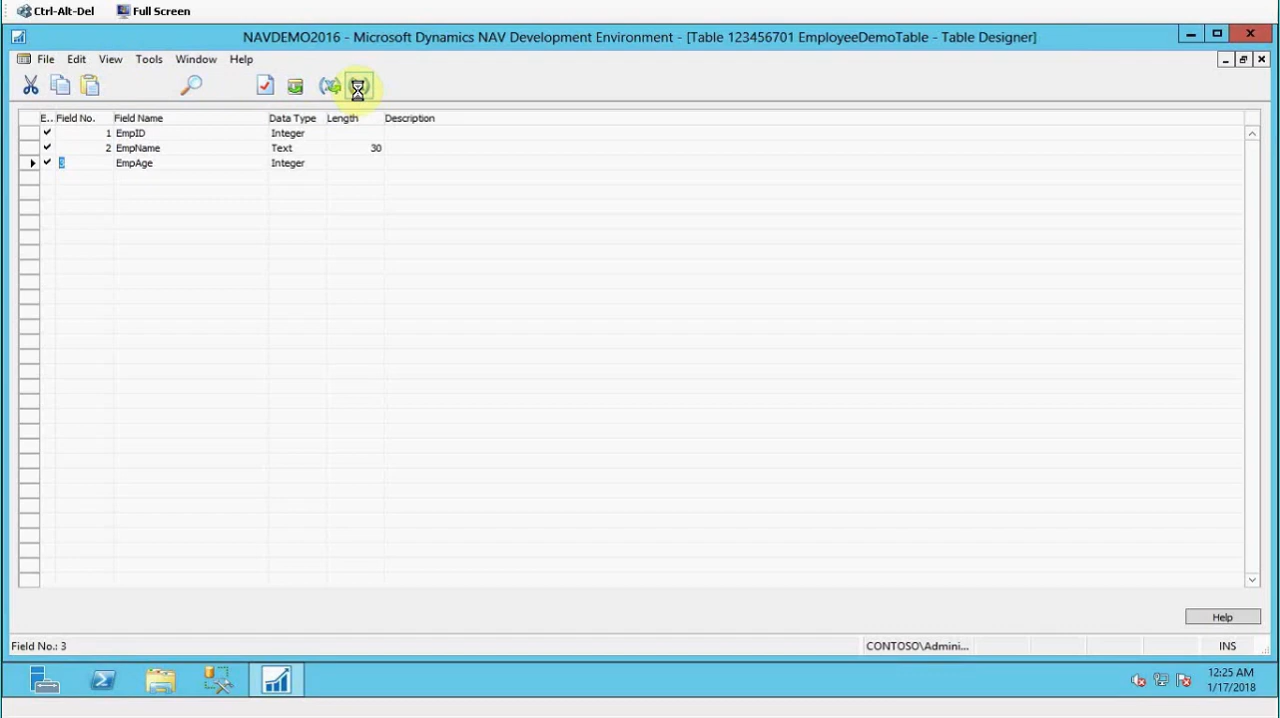 Ctrl-Alt-Del Full Screen
NAVDEMO2016 - Microsoft Dynamics NAV Development Environment - [Table 123456701 EmployeeDemoTable - Table Designer]
File Edit View Tools Window Help
E.. Field No. Field Name Data Type Length Description
1 EmpID Integer
2 EmpName Text 30
3 EmpAge Integer
Help
Field No.: 3 CONTOSO\Admini... INS
12:25 AM
1/17/2018